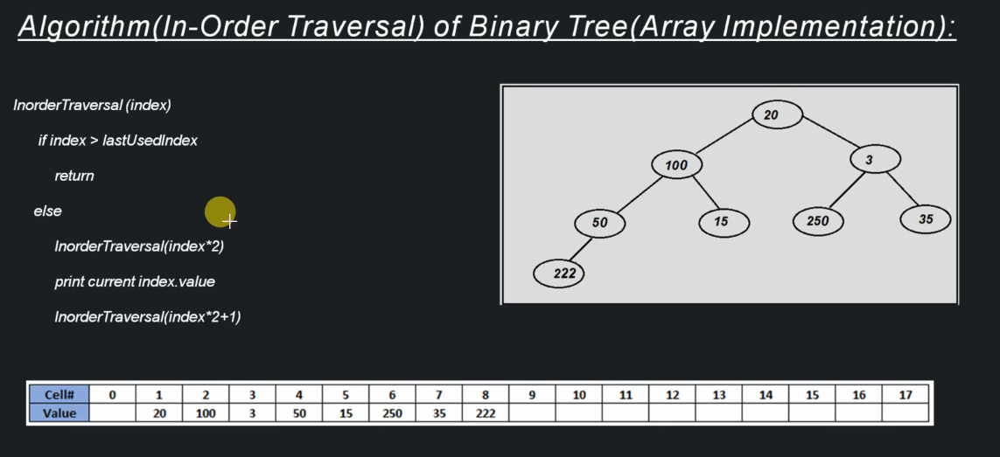 Algorithm(In-Order Traversal) of Binary Tree(Array Implementation):
InorderTraversal (index)
if index > lastUsedIndex
return
else
InorderTraversal(index*2)
print current index.value
InorderTraversal(index*2+1)
20
100
3
50
15
250
35
222
Cell# 0 1 2 3 4 5 6 7 8 9 10 11 12 13 14 15 16 17
Value 20 100 3 50 15 250 35 222